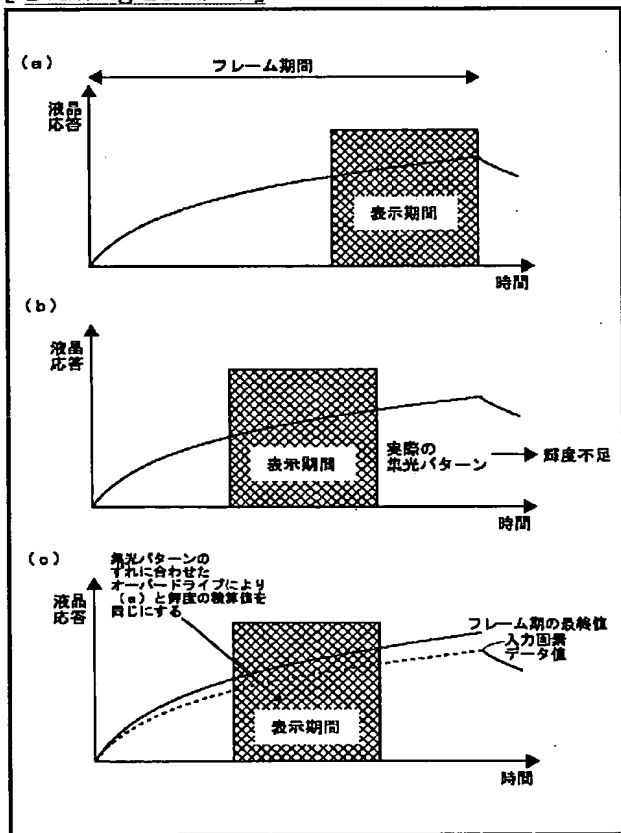 (a)
フレーム期間
液晶
応答
表示期間
時間
(b)
液晶
応答
表示期間
実際の
集光パターン
輝度不足
時間
(c)
集光パターンの
ずれに合わせた
オーバードライブにより
(a)と輝度の積算値を
同じにする
液晶
応答
フレーム期の最終値
入力画素
データ値
表示期間
時間